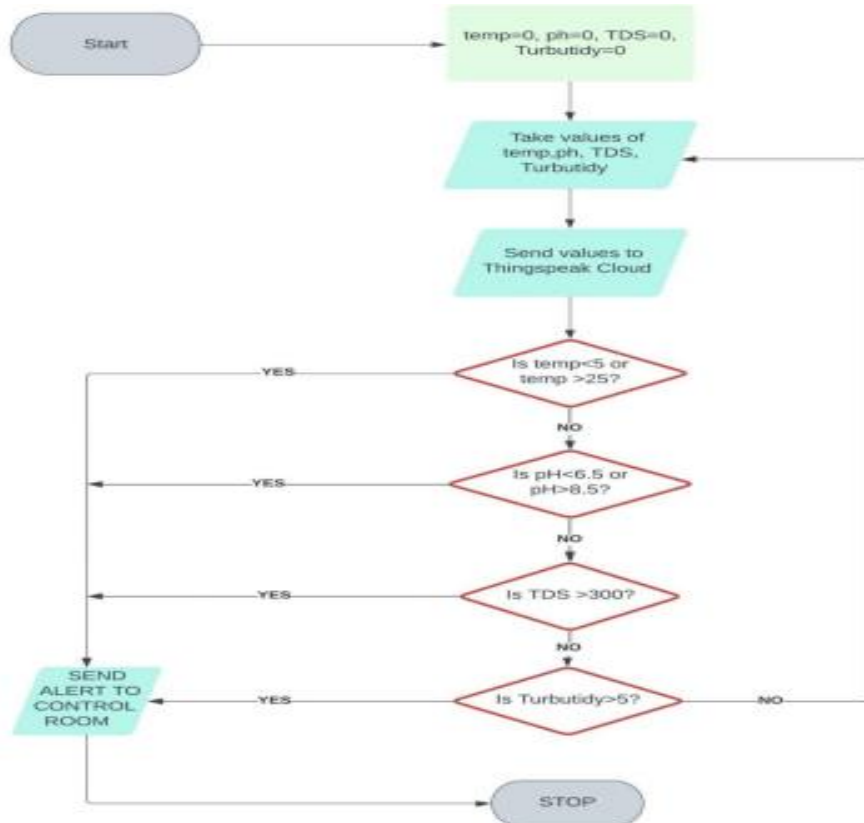 Start
temp=0, ph=0, TDS=0,
Turbutidy=0
Take values of
temp,ph, TDS,
Turbutidy
Send values to
Thingspeak Cloud
Is temp<5 or
temp >25?
YES
NO
Is pH<6.5 or
pH>8.5?
YES
NO
Is TDS >300?
YES
NO
SEND
ALERT TO
CONTROL
ROOM
YES
Is Turbutidy>5?
NO
STOP